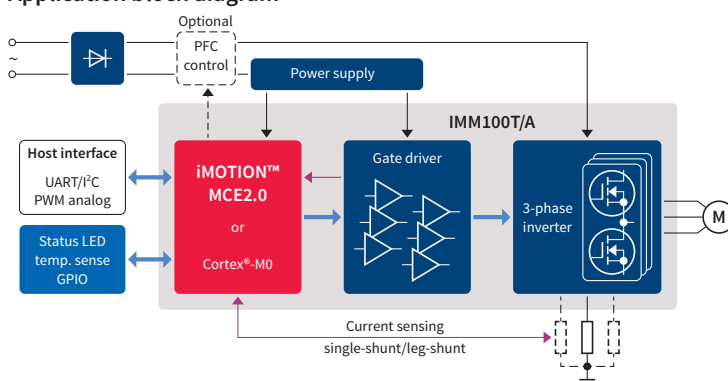 Application block diagram
Optional
PFC
control
~
Power supply
IMM100T/A
Host interface
UART/I²C
PWM analog
iMOTION™
MCE2.0
or
Cortex®-M0
Gate driver
3-phase
inverter
M
Status LED
temp. sense
GPIO
Current sensing
single-shunt/leg-shunt